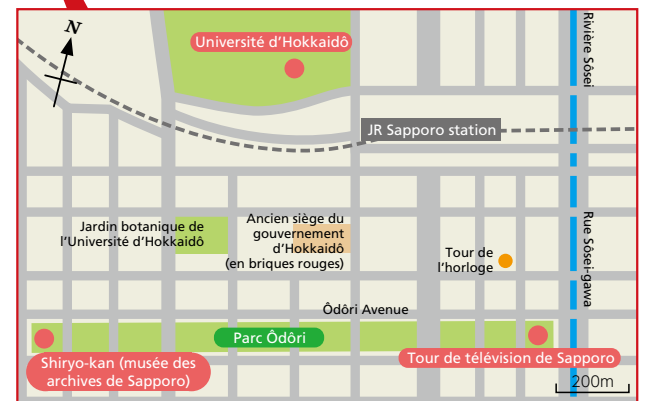 N
Université d'Hokkaidô
Rivière Sôsei
JR Sapporo station
Jardin botanique de
l'Université d'Hokkaidô
Ancien siège du
gouvernement
d'Hokkaidô
(en briques rouges)
Tour de
l'horloge
Rue Sôsei-gawa
Ôdôri Avenue
Parc Ôdôri
Shiryo-kan (musée des
archives de Sapporo)
Tour de télévision de Sapporo
200m